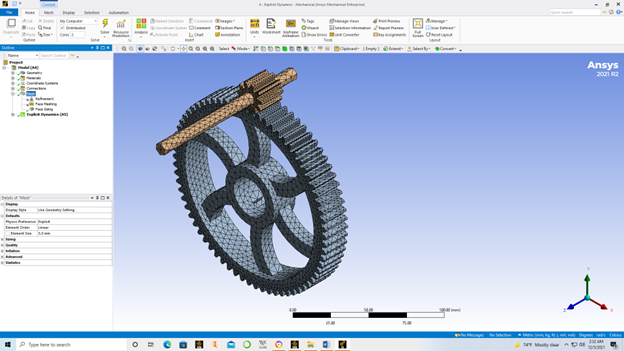 A : Explicit Dynamics - Mechanical [Ansys Mechanical Enterprise]
Context
File Home Mesh Display Selection Automation
Quick Launch
Duplicate
Cut
Copy
Paste
Delete
Find
Tree
My Computer
Distributed
Cores 2
Solve
Resource Prediction
Analysis
Named Selection
Coordinate System
Remote Point
Commands
Comment
Chart
Images
Section Plane
Annotation
Units
Worksheet
Keyframe Animation
Tags
Wizard
Show Errors
Manage Views
Selection Information
Unit Converter
Print Preview
Report Preview
Key Assignments
Full Screen
Manage
User Defined
Reset Layout
Outline Solve Insert Tools Layout
Outline
Name Search Outline
Select Mode Clipboard [Empty] Extend Select By Convert
Project
Model (A4)
Geometry
Materials
Coordinate Systems
Connections
Mesh
Refinement
Face Meshing
Face Sizing
Explicit Dynamics (A5)
Ansys
2021 R2
Details of "Mesh"
Display
Display Style Use Geometry Setting
Defaults
Physics Preference Explicit
Element Order Linear
Element Size 5.0 mm
Sizing
Quality
Inflation
Advanced
Statistics
0.00 50.00 100.00 (mm)
25.00 75.00
Y
X
Z
No Messages No Selection Metric (mm, kg, N, s, mV, mA) Degrees rad/s Celsius
Type here to search
74°F Mostly clear
2:32 AM
12/5/2021